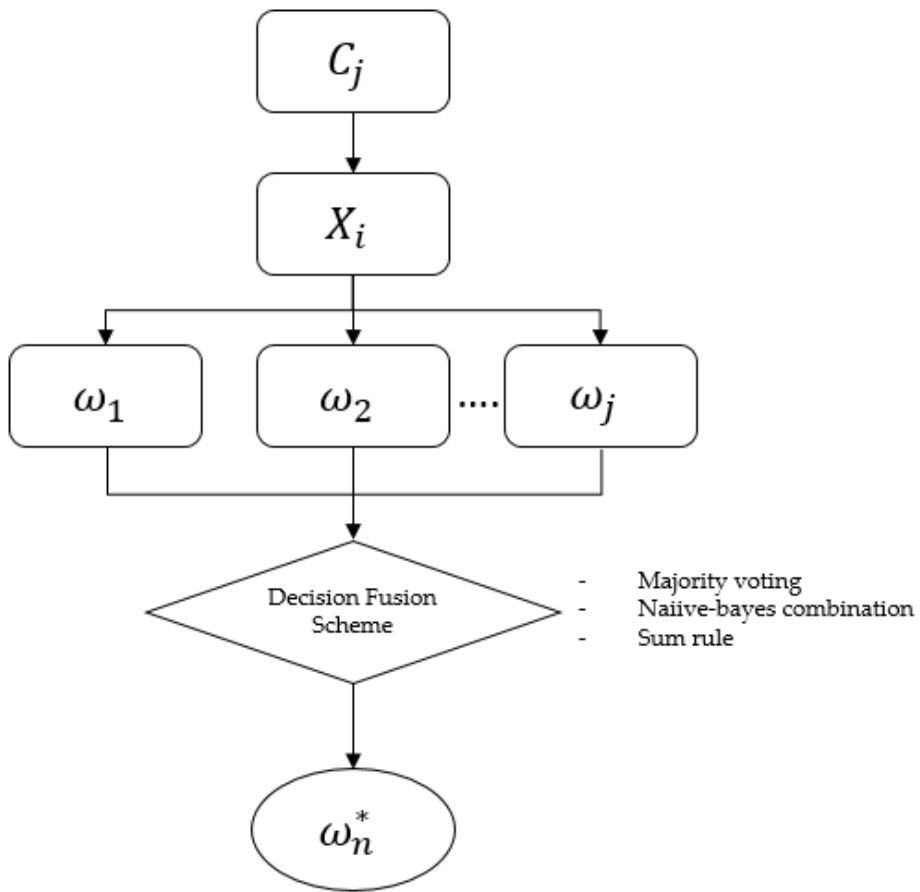 C_j
X_i
ω_1 ω_2 .... ω_j
Decision Fusion
Scheme
- Majority voting
- Naiive-bayes combination
- Sum rule
ω_n^*